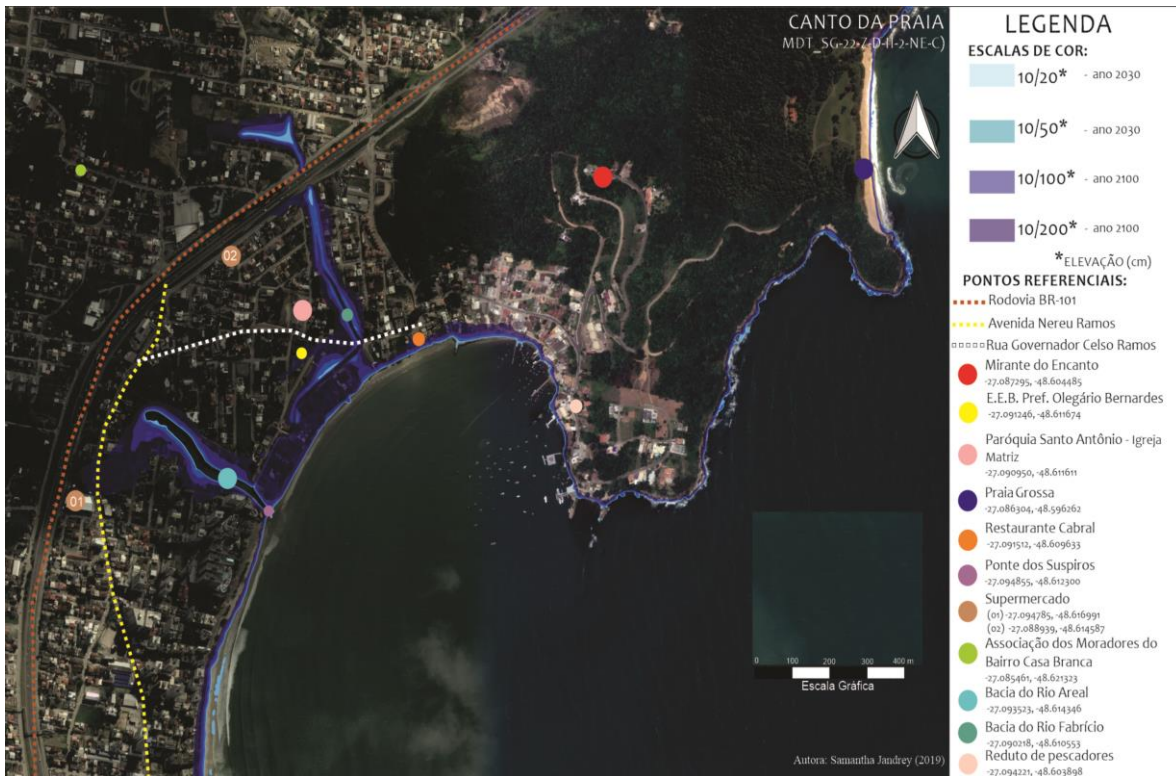 CANTO DA PRAIA
MDT_SG-22-Z-D-II-2-NE-C)
02
01
0 100 200 300 400 m
Escala Gráfica
Autora: Samantha Jandrey (2019)
LEGENDA
ESCALAS DE COR:
10/20* - ano 2030
10/50* - ano 2030
10/100* - ano 2100
10/200* - ano 2100
*ELEVAÇÃO (cm)
PONTOS REFERENCIAIS:
Rodovia BR-101
Avenida Nereu Ramos
Rua Governador Celso Ramos
Mirante do Encanto
-27.087295, -48.604485
E.E.B. Pref. Olegário Bernardes
-27.091246, -48.611674
Paróquia Santo Antônio - Igreja
Matriz
-27.090950, -48.611611
Praia Grossa
-27.086304, -48.596262
Restaurante Cabral
-27.091512, -48.609633
Ponte dos Suspiros
-27.094855, -48.612300
Supermercado
(01) -27.094785, -48.616991
(02) -27.088939, -48.614587
Associação dos Moradores do
Bairro Casa Branca
-27.085461, -48.621323
Bacia do Rio Areal
-27.093523, -48.614346
Bacia do Rio Fabrício
-27.090218, -48.610553
Reduto de pescadores
-27.094221, -48.603898